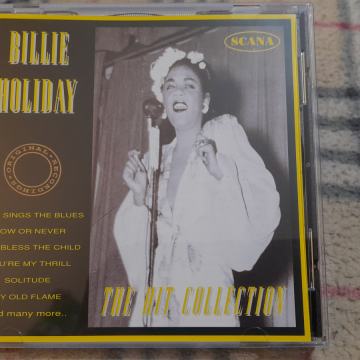 BILLIE
HOLIDAY
SCANA
ORIGINAL RECORDINGS
SINGS THE BLUES
OW OR NEVER
BLESS THE CHILD
U'RE MY THRILL
SOLITUDE
Y OLD FLAME
d many more..
THE HIT COLLECTION